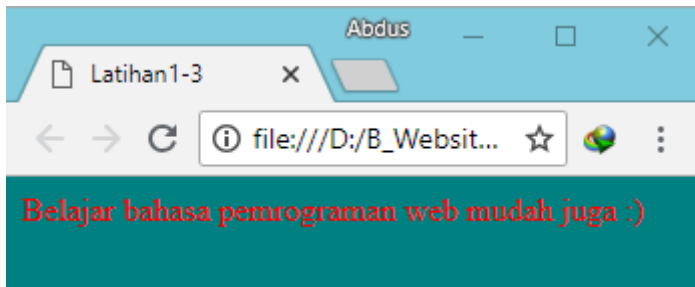 Abdus
Latihan1-3
file:///D:/B_Websit...
Belajar bahasa pemrograman web mudah juga :)